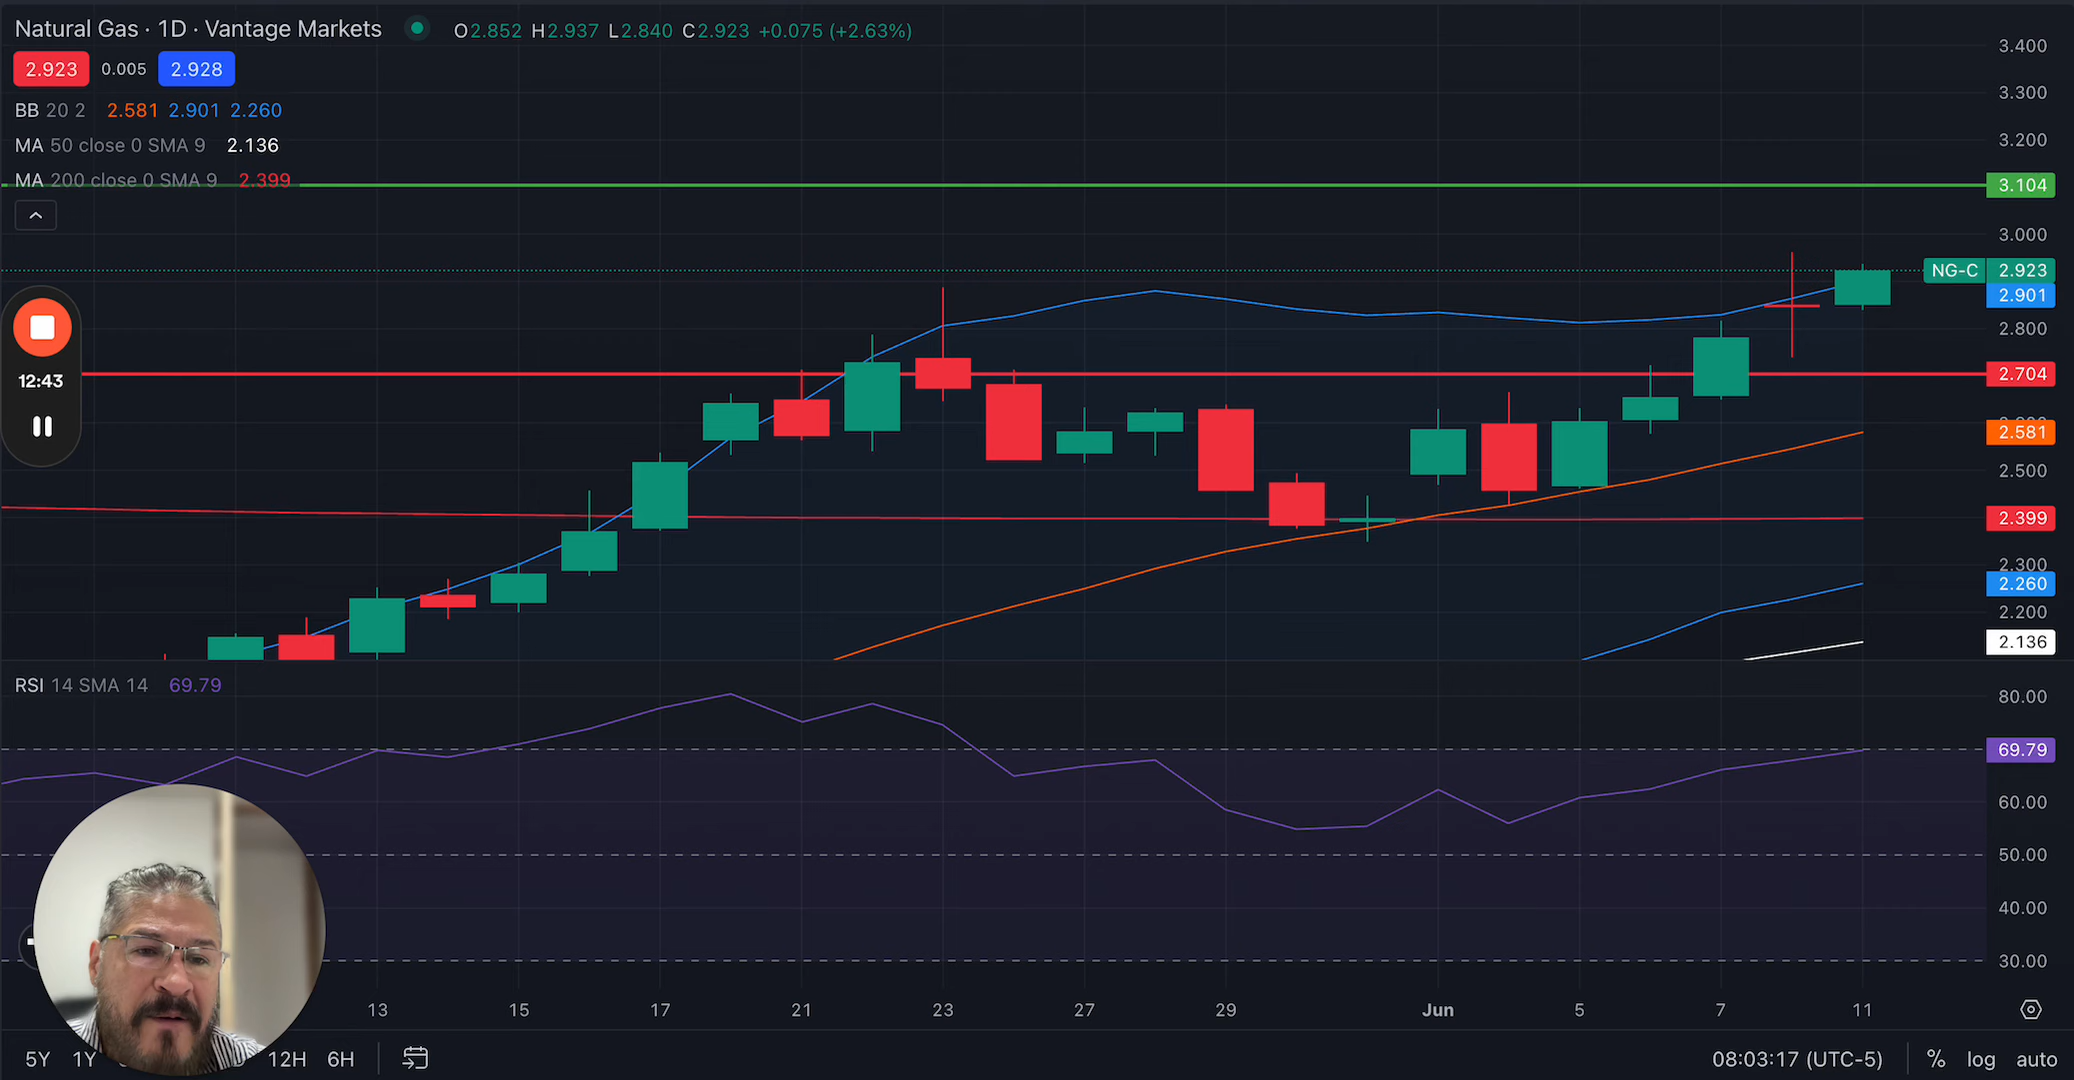 Natural Gas · 1D · Vantage Markets O2.852 H2.937 L2.840 C2.923 +0.075 (+2.63%)
2.923 0.005 2.928
BB 20 2 2.581 2.901 2.260
MA 50 close 0 SMA 9 2.136
MA 200 close 0 SMA 9 2.399
3.400
3.300
3.200
3.104
3.000
NG-C 2.923
2.901
2.800
2.704
2.581
2.500
2.399
2.300
2.260
2.200
2.136
12:43
RSI 14 SMA 14 69.79
80.00
69.79
60.00
50.00
40.00
30.00
13 15 17 21 23 27 29 Jun 5 7 11
5Y 1Y 12H 6H 08:03:17 (UTC-5) % log auto